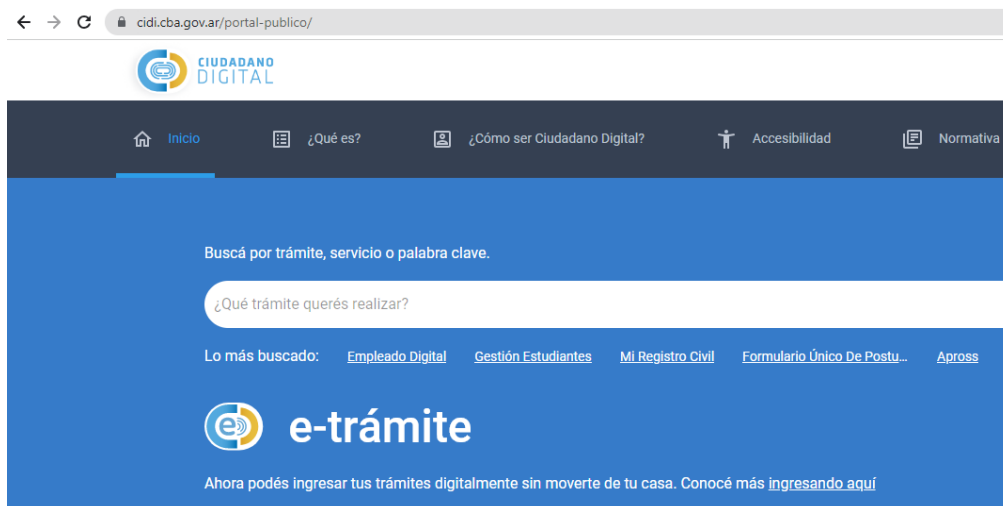 cidi.cba.gov.ar/portal-publico/
CIUDADANO
DIGITAL
Inicio ¿Qué es? ¿Cómo ser Ciudadano Digital? Accesibilidad Normativa
Buscá por trámite, servicio o palabra clave.
¿Qué trámite querés realizar?
Lo más buscado: Empleado Digital Gestión Estudiantes Mi Registro Civil Formulario Único De Postu... Apross
e e-trámite
Ahora podés ingresar tus trámites digitalmente sin moverte de tu casa. Conocé más ingresando aquí